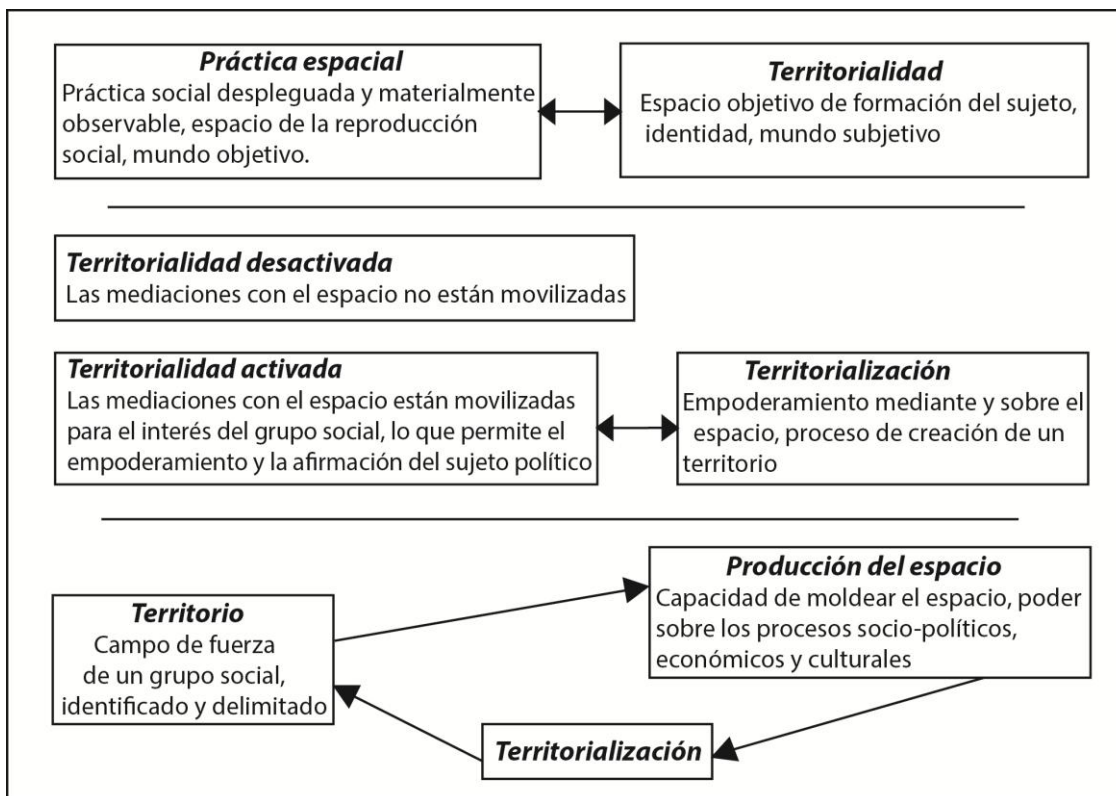 Práctica espacial
Práctica social despleguada y materialmente
observable, espacio de la reproducción
social, mundo objetivo.
Territorialidad
Espacio objetivo de formación del sujeto,
identidad, mundo subjetivo
Territorialidad desactivada
Las mediaciones con el espacio no están movilizadas
Territorialidad activada
Las mediaciones con el espacio están movilizadas
para el interés del grupo social, lo que permite el
empoderamiento y la afirmación del sujeto político
Territorialización
Empoderamiento mediante y sobre el
espacio, proceso de creación de un
territorio
Producción del espacio
Capacidad de moldear el espacio, poder
sobre los procesos socio-políticos,
económicos y culturales
Territorio
Campo de fuerza
de un grupo social,
identificado y delimitado
Territorialización